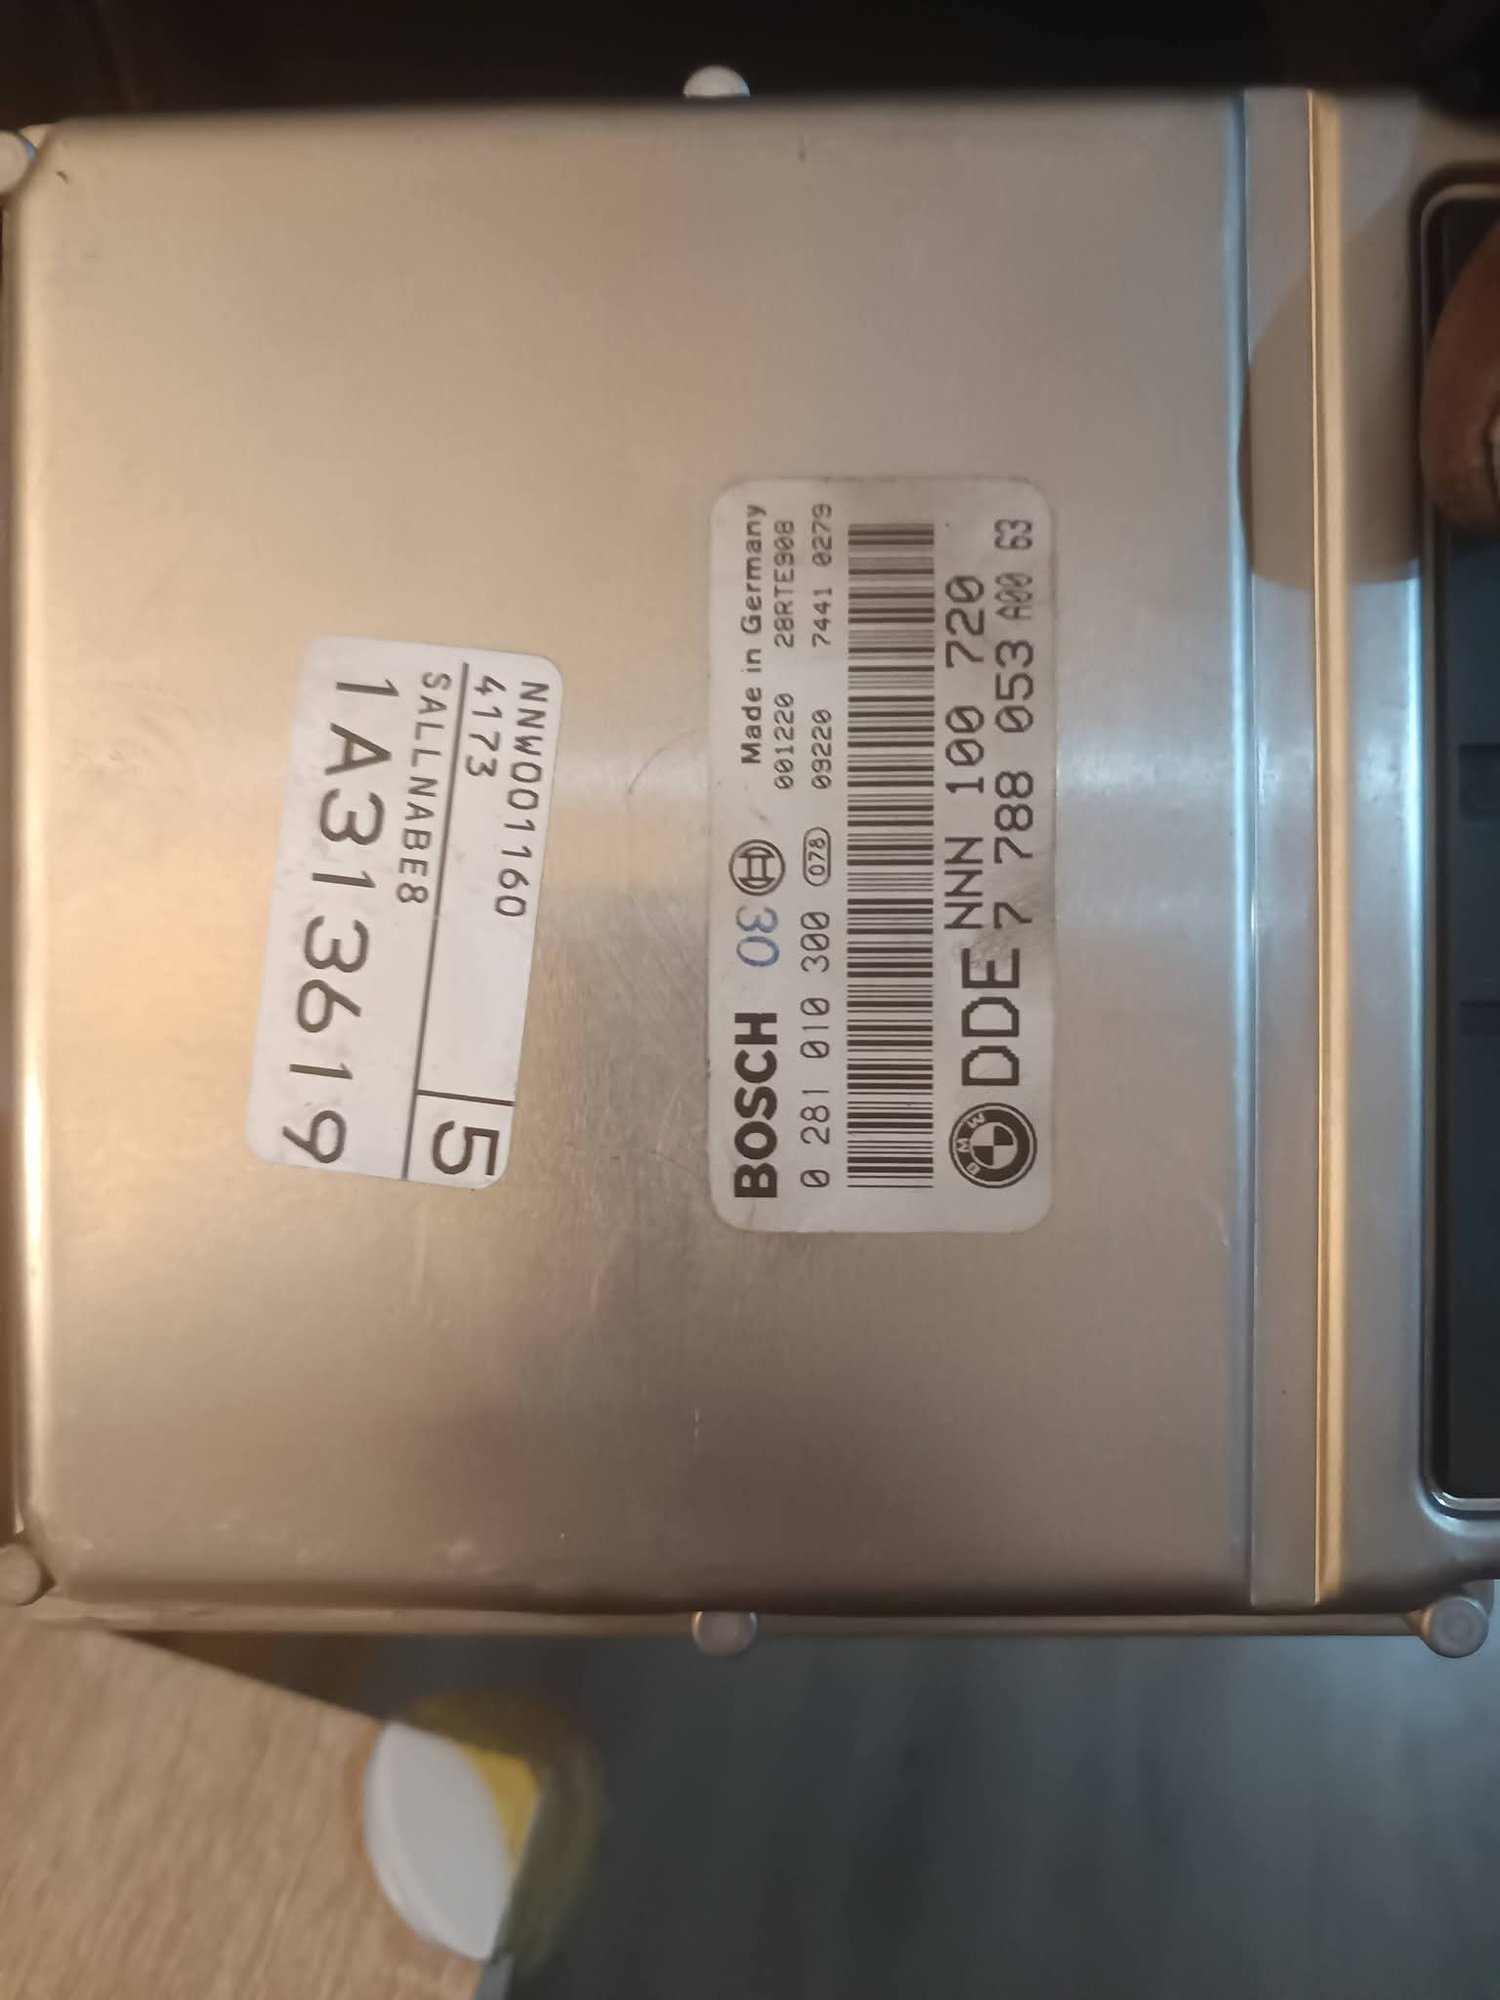 NNW001160
4173
5
SALLNABE8
1A313619
BOSCH
30
Made in Germany
001220 28RTE908
0 281 010 300
078
09220 7441 0279
NNN 100 720
BMW
DDE 7 788 053 A00 63